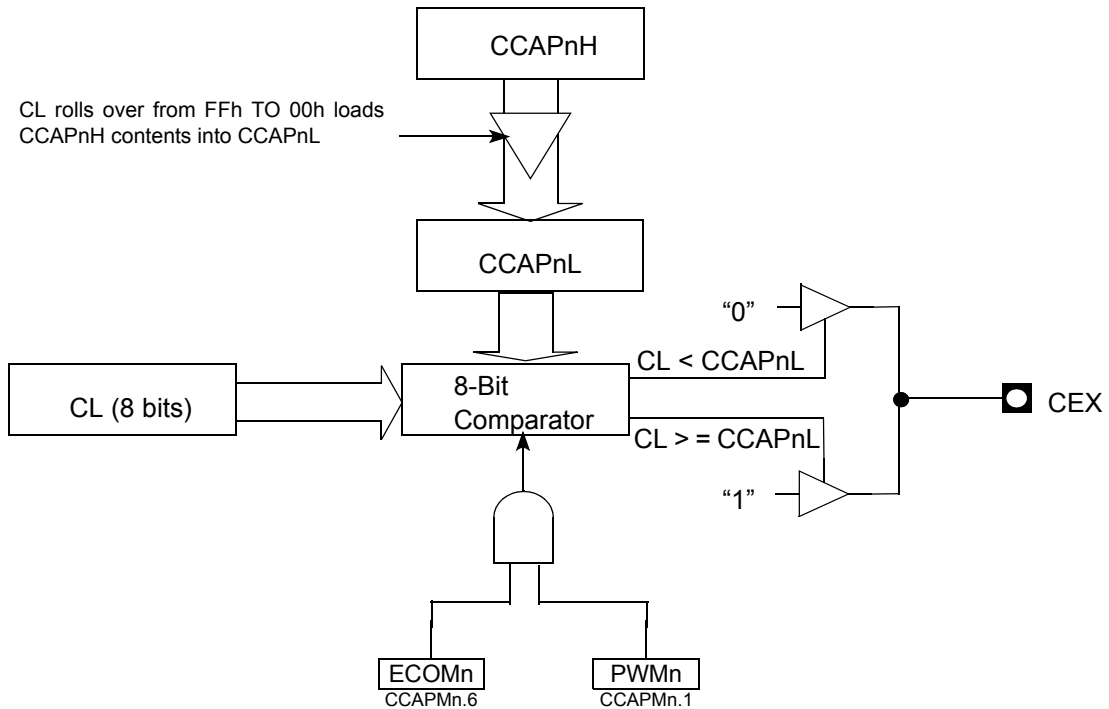 CCAPnH
CL rolls over from FFh TO 00h loads
CCAPnH contents into CCAPnL
CCAPnL
“0”
CL < CCAPnL
CL (8 bits)
8-Bit
Comparator
CEX
CL > = CCAPnL
“1”
ECOMn
PWMn
CCAPMn.6
CCAPMn.1